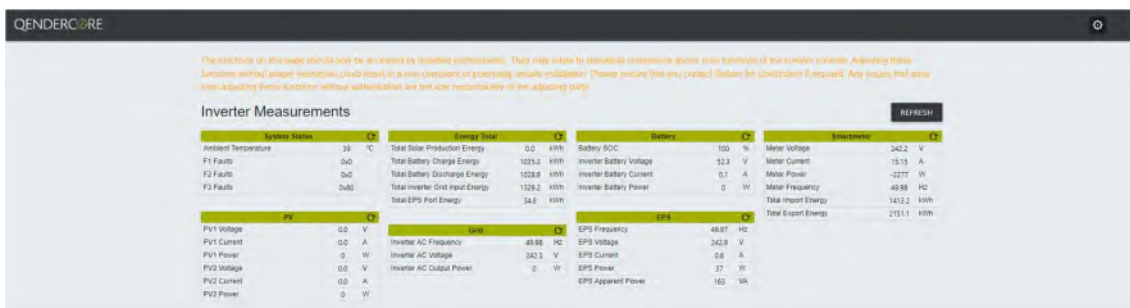 QENDERCORE
The functions on this page should only be accessed by qualified electricians. They may relate to standards compliance and/or core functions of the system controls. Adjusting these
functions without proper instruction could result in a non-compliant or potentially unsafe installation. Please ensure that you contact for clarification if required. Any issues that arise
from adjusting these functions without authorisation are the sole responsibility of the adjusting party.
Inverter Measurements
REFRESH
System Status
Ambient Temperature 39 °C
F1 Faults 0x0
F2 Faults 0x0
F3 Faults 0x80
Energy Total
Total Solar Production Energy 0.0 kWh
Total Battery Charge Energy 1035.2 kWh
Total Battery Discharge Energy 1028.9 kWh
Total Inverter Grid Input Energy 1329.2 kWh
Total EPS Port Energy 34.8 kWh
Battery
Battery SOC 100 %
Inverter Battery Voltage 52.8 V
Inverter Battery Current 0.1 A
Inverter Battery Power 0 W
Smartmeter
Meter Voltage 242.2 V
Meter Current 15.15 A
Meter Power -2277 W
Meter Frequency 49.98 Hz
Total Import Energy 1413.2 kWh
Total Export Energy 2151.1 kWh
PV
PV1 Voltage 0.0 V
PV1 Current 0.0 A
PV1 Power 0 W
PV2 Voltage 0.0 V
PV2 Current 0.0 A
PV2 Power 0 W
Grid
Inverter AC Frequency 49.98 Hz
Inverter AC Voltage 242.3 V
Inverter AC Output Power 0 W
EPS
EPS Frequency 49.97 Hz
EPS Voltage 242.9 V
EPS Current 0.6 A
EPS Power 37 W
EPS Apparent Power 163 VA